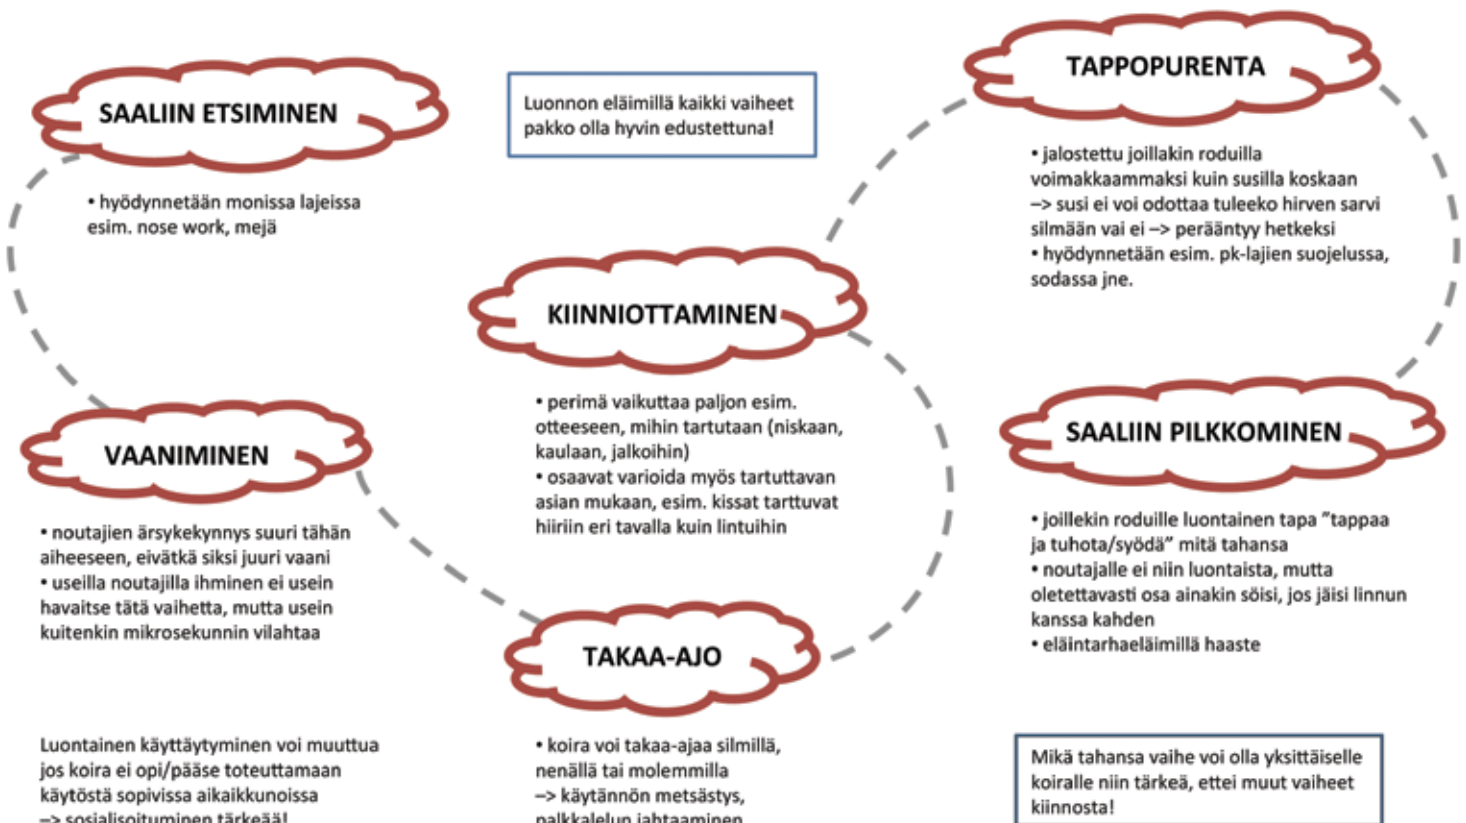 SAALIIN ETSIMINEN
• hyödynnetään monissa lajeissa
esim. nose work, mejä
Luonnon eläimillä kaikki vaiheet
pakko olla hyvin edustettuna!
VAANIMINEN
• noutajien ärsykekynnys suuri tähän
aiheeseen, eivätkä siksi juuri vaani
• useilla noutajilla ihminen ei usein
havaitse tätä vaihetta, mutta usein
kuitenkin mikrosekunnin vilahtaa
TAKAA-AJO
• koira voi takaa-ajaa silmillä,
nenällä tai molemmilla
–> käytännön metsästys,
palkkalelun jahtaaminen
KIINNIOTTAMINEN
• perimä vaikuttaa paljon esim.
otteeseen, mihin tartutaan (niskaan,
kaulaan, jalkoihin)
• osaavat varioida myös tartuttavan
asian mukaan, esim. kissat tarttuvat
hiiriin eri tavalla kuin lintuihin
TAPPOPURENTA
• jalostettu joillakin roduilla
voimakkaammaksi kuin susilla koskaan
–> susi ei voi odottaa tuleeko hirven sarvi
silmään vai ei –> perääntyy hetkeksi
• hyödynnetään esim. pk-lajien suojelussa,
sodassa jne.
SAALIIN PILKKOMINEN
• joillekin roduille luontainen tapa ”tappaa
ja tuhota/syödä” mitä tahansa
• noutajalle ei niin luontaista, mutta
oletettavasti osa ainakin söisi, jos jäisi linnun
kanssa kahden
• eläintarhaeläimillä haaste
Luontainen käyttäytyminen voi muuttua
jos koira ei opi/pääse toteuttamaan
käytöstä sopivissa aikaikkunoissa
–> sosialisoituminen tärkeää!
Mikä tahansa vaihe voi olla yksittäiselle
koiralle niin tärkeä, ettei muut vaiheet
kiinnosta!